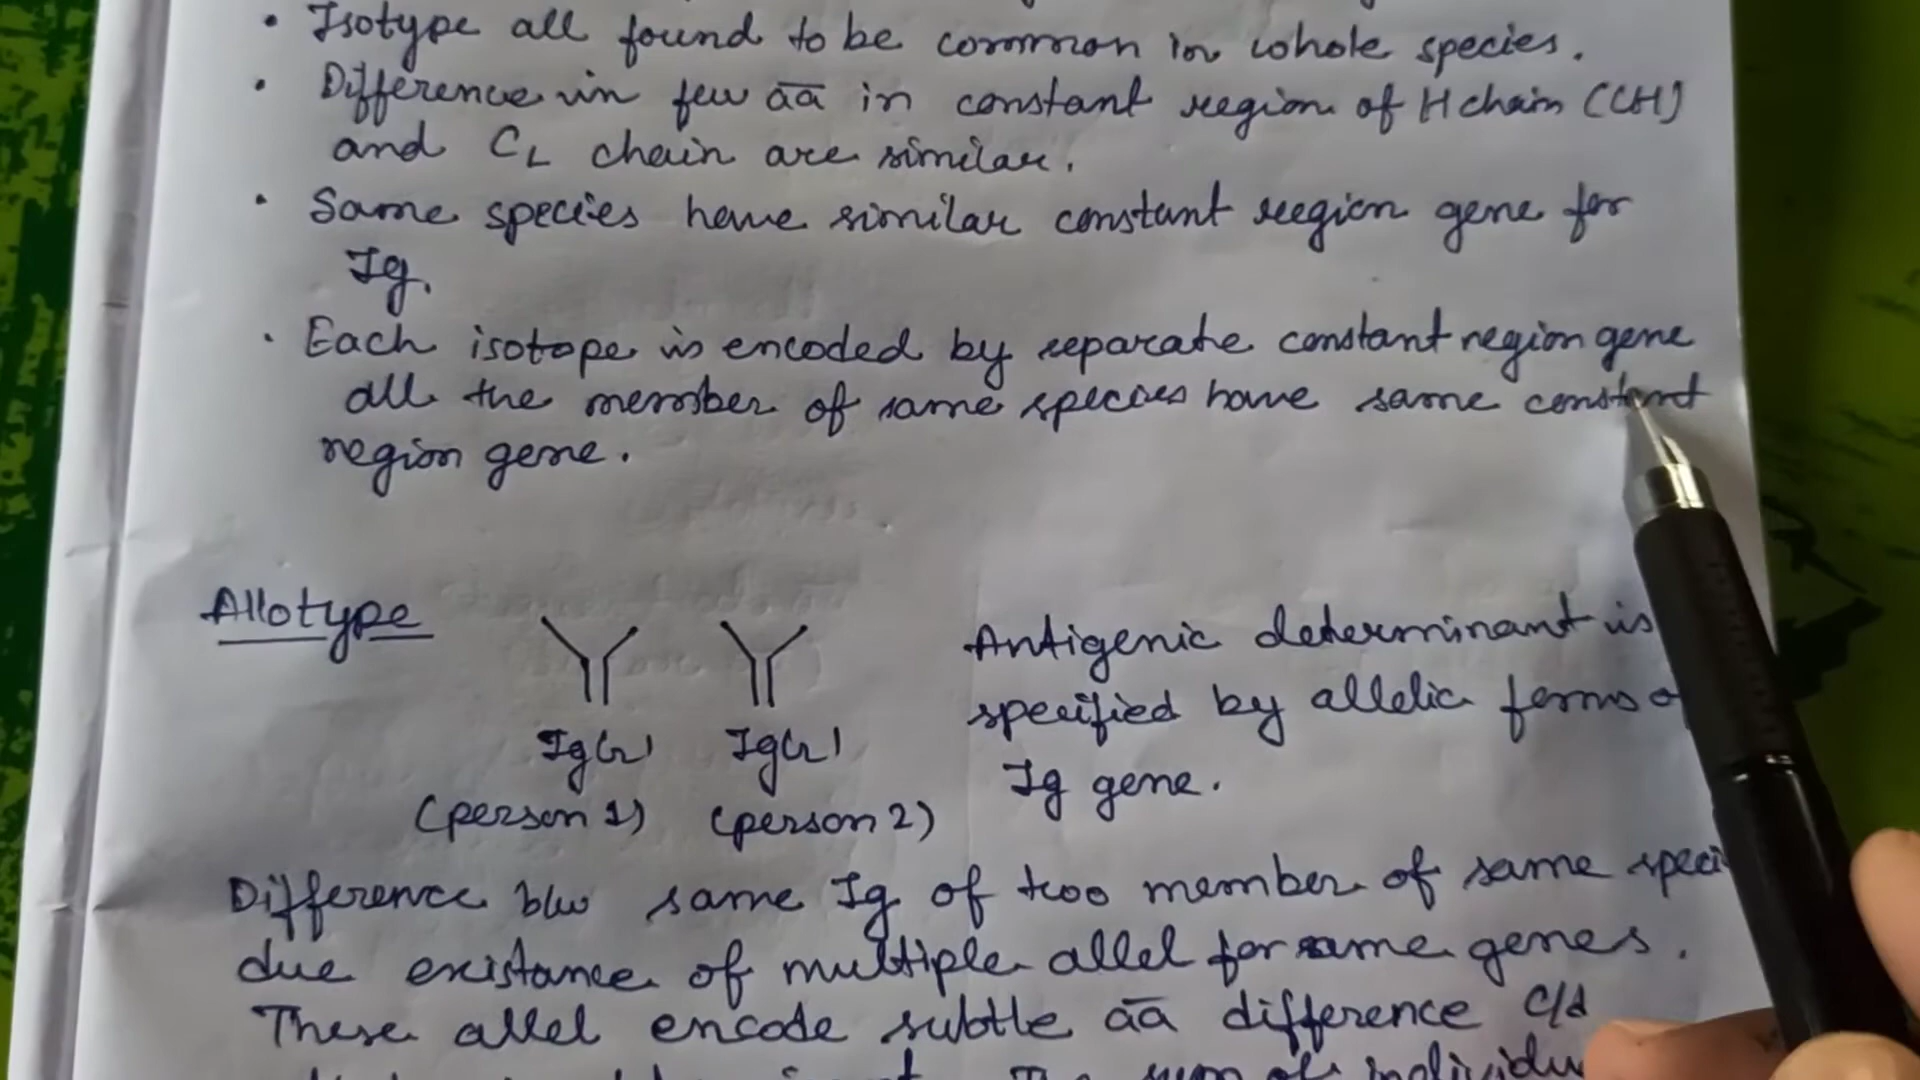 • Isotype all found to be common in whole species.
• Difference in few āā in constant region of H chain (CH)
and CL chain are similar.
• Same species have similar constant region gene for
Ig.
• Each isotope is encoded by separate constant region gene
all the member of same species have same constant
region gene.
Allotype
Antigenic determinant is
specified by allelic forms
Ig gene.
IgG1 IgG1
(person 1) (person 2)
Difference b/w same Ig of two member of same speci
due existance of multiple allel for same genes.
These allel encode subtle āā difference c/d